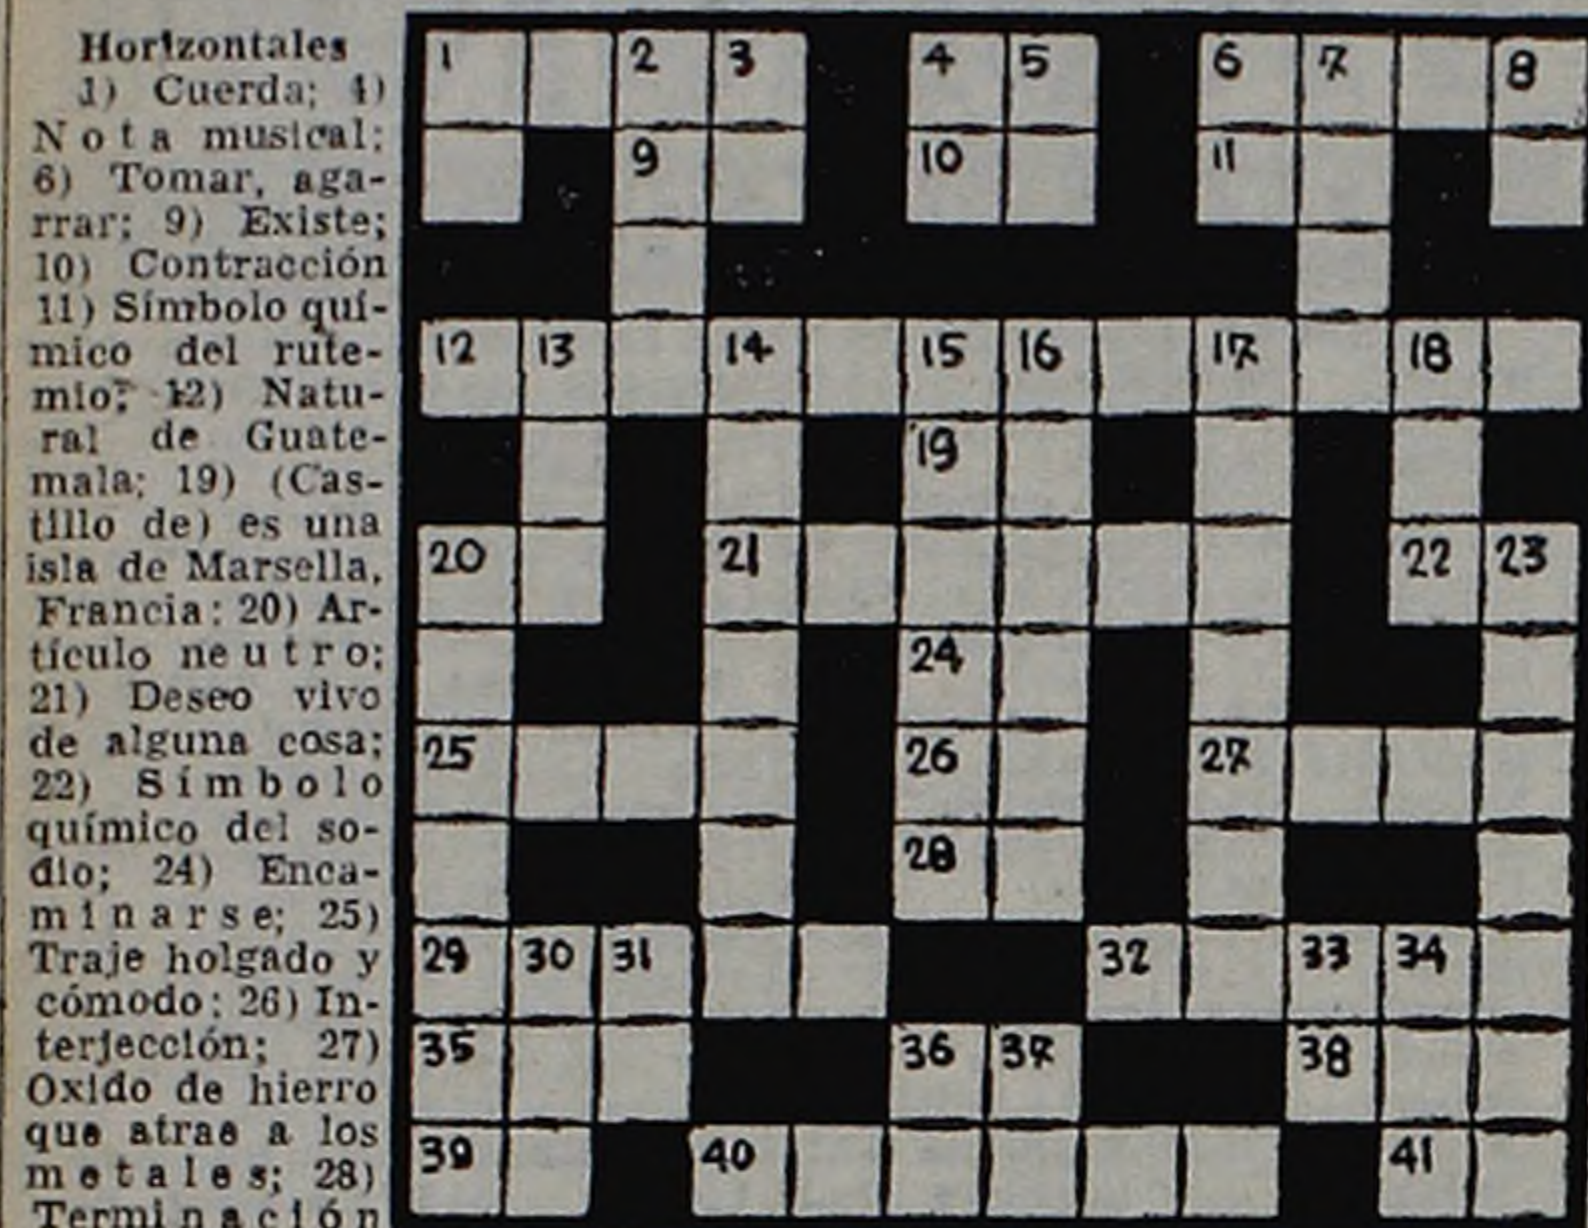 Horizontales
1) Cuerda; 4)
Nota musical;
6) Tomar, aga-
rrar; 9) Existe;
10) Contracción
11) Símbolo quí-
mico del rute-
mio; 12) Natu-
ral de Guate-
mala; 19) (Cas-
tillo de) es una
isla de Marsella,
Francia; 20) Ar-
tículo neutro;
21) Deseo vivo
de alguna cosa;
22) Símbolo
químico del so-
dio; 24) Enca-
minarse; 25)
Traje holgado y
cómodo; 26) In-
terjección; 27)
Oxido de hierro
que atrae a los
metales; 28)
Terminación
1 2 3 4 5 6 7 8
9 10 11
12 13 14 15 16 17 18
19
20 21 22 23
24
25 26 27
28
29 30 31 32 33 34
35 36 37 38
39 40 41